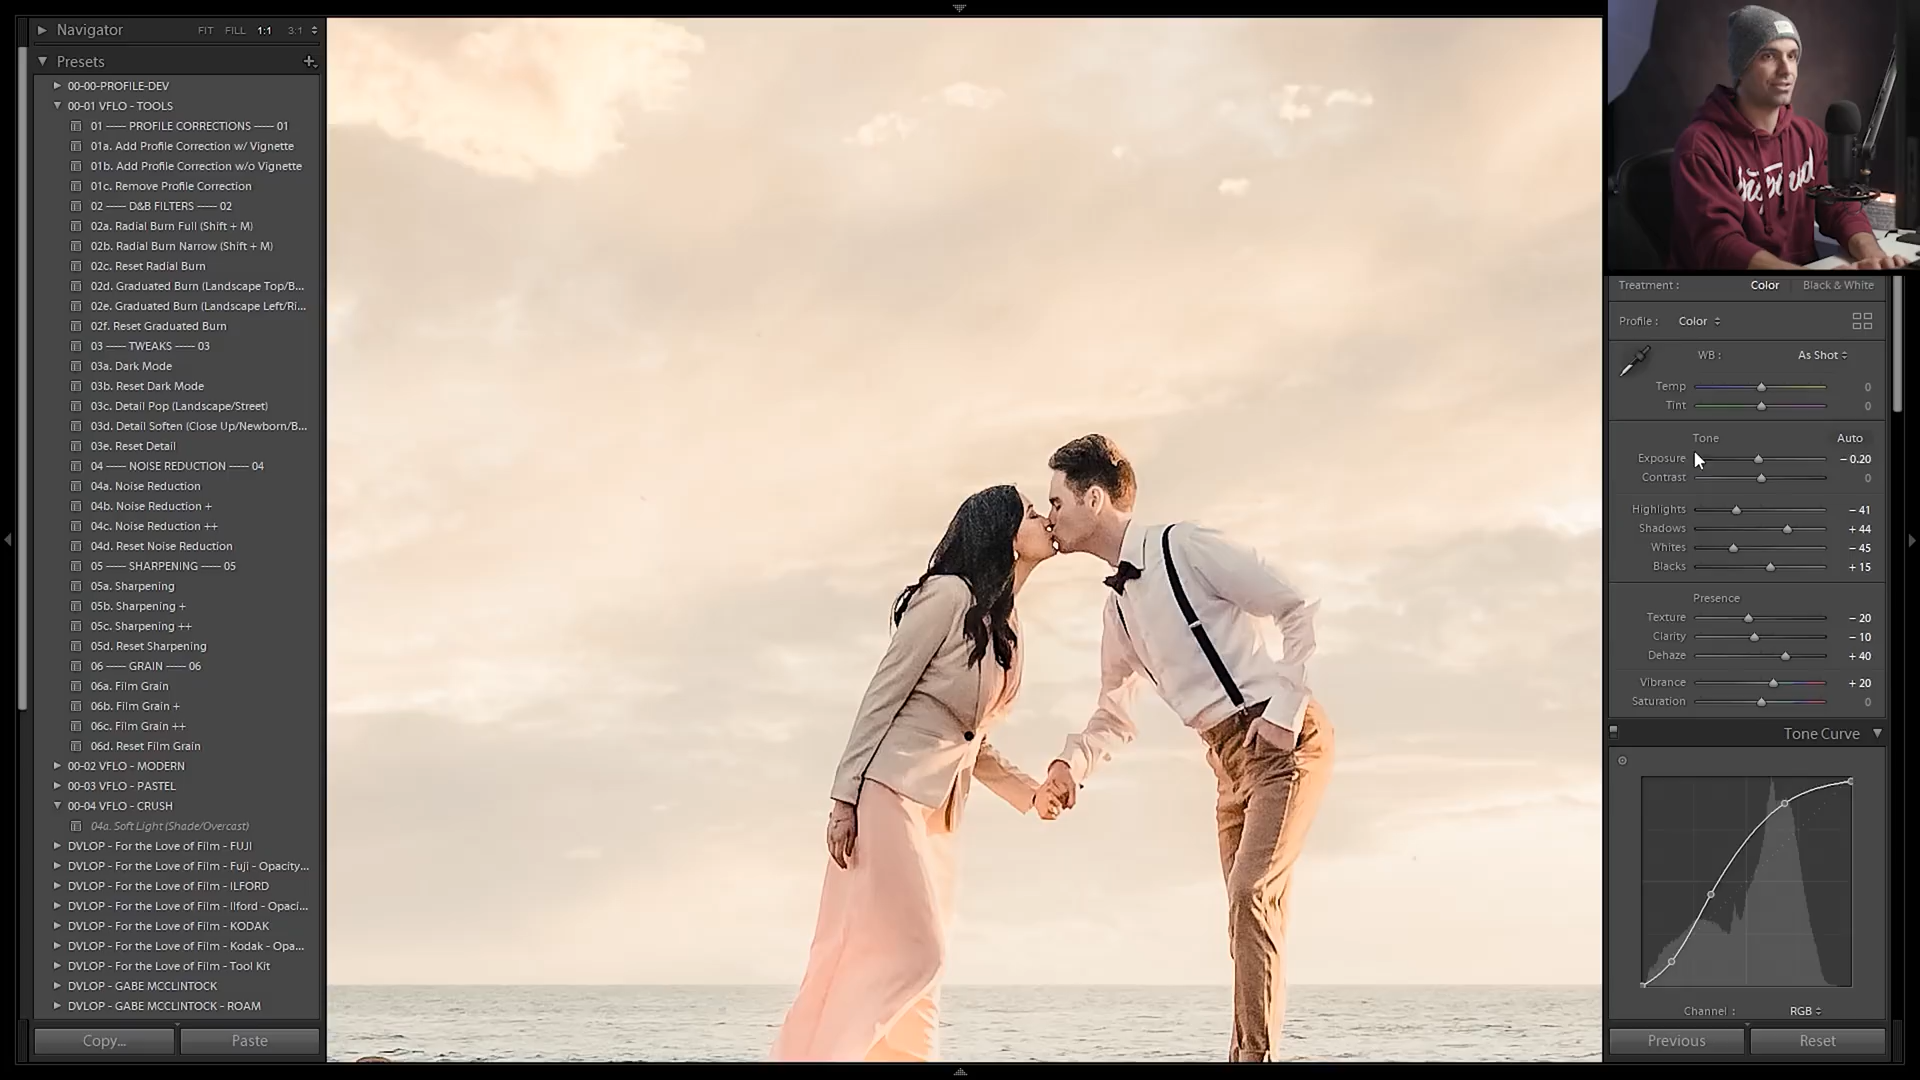 Navigator
FIT FILL 1:1 3:1
Presets
00-00-PROFILE-DEV
00-01 VFLO - TOOLS
01 —— PROFILE CORRECTIONS —— 01
01a. Add Profile Correction w/ Vignette
01b. Add Profile Correction w/o Vignette
01c. Remove Profile Correction
02 —— D&B FILTERS —— 02
02a. Radial Burn Full (Shift + M)
02b. Radial Burn Narrow (Shift + M)
02c. Reset Radial Burn
02d. Graduated Burn (Landscape Top/B...
02e. Graduated Burn (Landscape Left/Ri...
02f. Reset Graduated Burn
03 —— TWEAKS —— 03
03a. Dark Mode
03b. Reset Dark Mode
03c. Detail Pop (Landscape/Street)
03d. Detail Soften (Close Up/Newborn/B...
03e. Reset Detail
04 —— NOISE REDUCTION —— 04
04a. Noise Reduction
04b. Noise Reduction +
04c. Noise Reduction ++
04d. Reset Noise Reduction
05 —— SHARPENING —— 05
05a. Sharpening
05b. Sharpening +
05c. Sharpening ++
05d. Reset Sharpening
06 —— GRAIN —— 06
06a. Film Grain
06b. Film Grain +
06c. Film Grain ++
06d. Reset Film Grain
00-02 VFLO - MODERN
00-03 VFLO - PASTEL
00-04 VFLO - CRUSH
04a. Soft Light (Shade/Overcast)
DVLOP - For the Love of Film - FUJI
DVLOP - For the Love of Film - Fuji - Opacity...
DVLOP - For the Love of Film - ILFORD
DVLOP - For the Love of Film - Ilford - Opaci...
DVLOP - For the Love of Film - KODAK
DVLOP - For the Love of Film - Kodak - Opa...
DVLOP - For the Love of Film - Tool Kit
DVLOP - GABE MCCLINTOCK
DVLOP - GABE MCCLINTOCK - ROAM
Copy... Paste
Treatment : Color Black & White
Profile : Color
WB : As Shot
Temp 0
Tint 0
Tone Auto
Exposure – 0.20
Contrast 0
Highlights – 41
Shadows + 44
Whites – 45
Blacks + 15
Presence
Texture – 20
Clarity – 10
Dehaze + 40
Vibrance + 20
Saturation 0
Tone Curve
Channel : RGB
Previous Reset